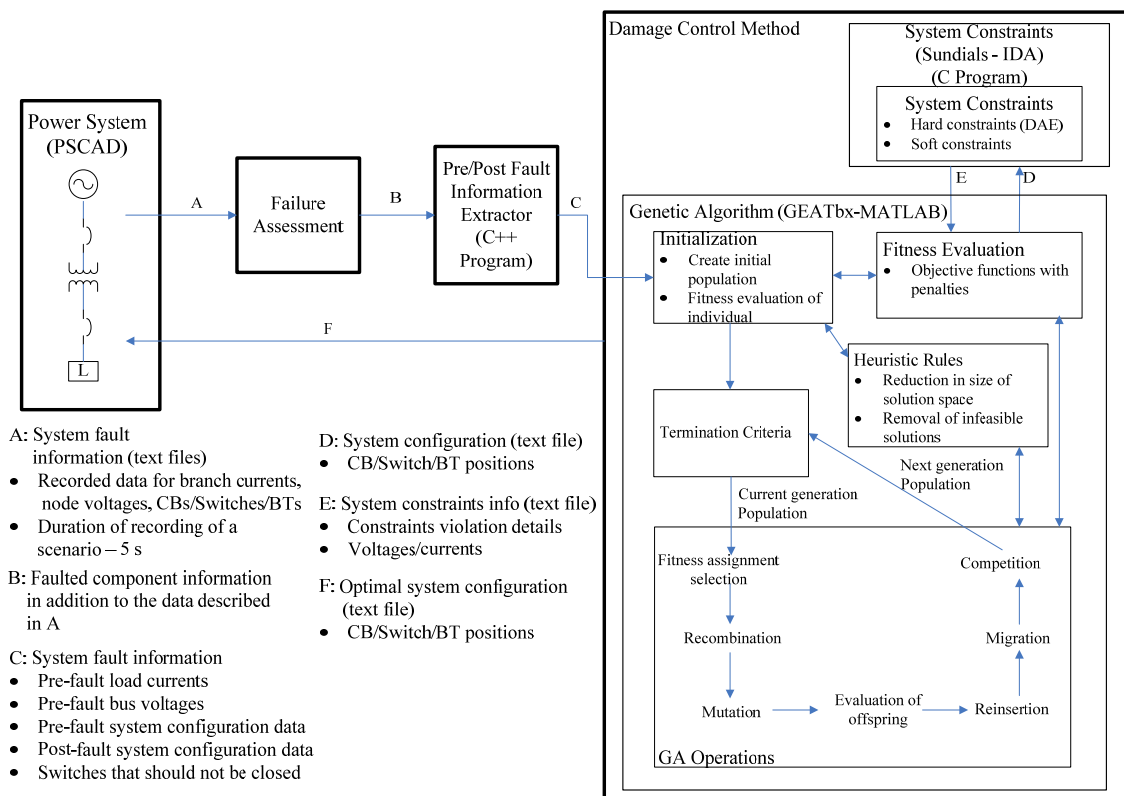 Damage Control Method
System Constraints
(Sundials - IDA)
(C Program)
System Constraints
• Hard constraints (DAE)
• Soft constraints
E
D
Power System
(PSCAD)
L
A
Failure
Assessment
B
Pre/Post Fault
Information
Extractor
(C++
Program)
C
F
Genetic Algorithm (GEATbx-MATLAB)
Initialization
• Create initial
population
• Fitness evaluation of
individual
Fitness Evaluation
• Objective functions with
penalties
Heuristic Rules
• Reduction in size of
solution space
• Removal of infeasible
solutions
Termination Criteria
Next generation
Population
Current generation
Population
Fitness assignment
selection
Recombination
Mutation
Evaluation of
offspring
Reinsertion
Migration
Competition
GA Operations
A: System fault
information (text files)
• Recorded data for branch currents,
node voltages, CBs/Switches/BTs
• Duration of recording of a
scenario – 5 s
B: Faulted component information
in addition to the data described
in A
C: System fault information
• Pre-fault load currents
• Pre-fault bus voltages
• Pre-fault system configuration data
• Post-fault system configuration data
• Switches that should not be closed
D: System configuration (text file)
• CB/Switch/BT positions
E: System constraints info (text file)
• Constraints violation details
• Voltages/currents
F: Optimal system configuration
(text file)
• CB/Switch/BT positions